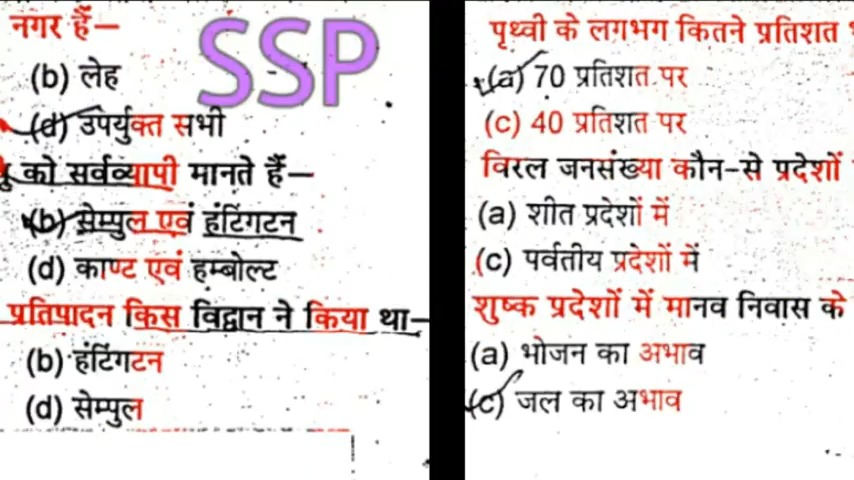 नगर हैं—
(b) लेह
(d) उपर्युक्त सभी
को सर्वव्यापी मानते हैं—
(b) सेम्पुल एवं हंटिंगटन
(d) काण्ट एवं हम्बोल्ट
प्रतिपादन किस विद्वान ने किया था—
(b) हंटिंगटन
(d) सेम्पुल
SSP
पृथ्वी के लगभग कितने प्रतिशत
(a) 70 प्रतिशत पर
(c) 40 प्रतिशत पर
विरल जनसंख्या कौन-से प्रदेशों
(a) शीत प्रदेशों में
(c) पर्वतीय प्रदेशों में
शुष्क प्रदेशों में मानव निवास के
(a) भोजन का अभाव
(c) जल का अभाव